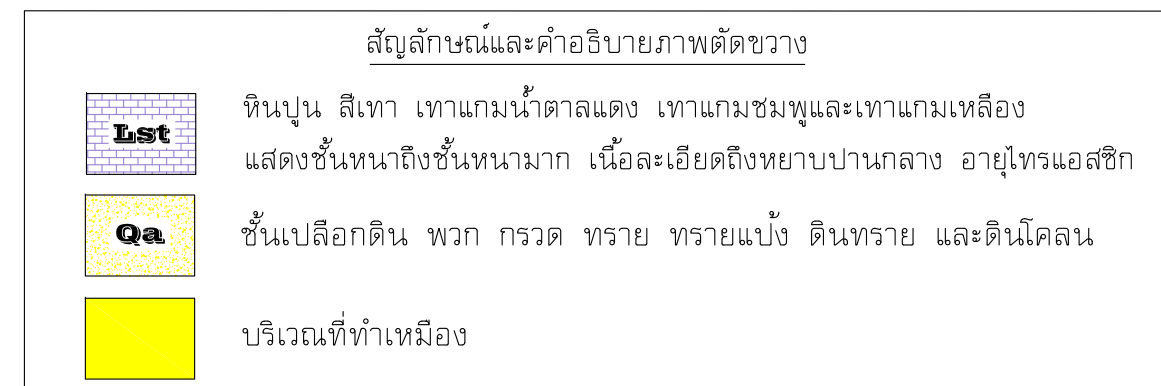 สัญลักษณ์และคำอธิบายภาพตัดขวาง
Lst
หินปูน สีเทา เทาแกมน้ำตาลแดง เทาแกมชมพูและเทาแกมเหลือง
แสดงชั้นหนาถึงชั้นหนามาก เนื้อละเอียดถึงหยาบปานกลาง อายุไทรแอสซิก
Qa
ชั้นเปลือกดิน พวก กรวด ทราย ทรายแป้ง ดินทราย และดินโคลน
บริเวณที่ทำเหมือง